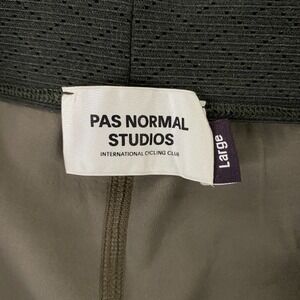 PAS NORMAL
STUDIOS
INTERNATIONAL CYCLING CLUB
Large